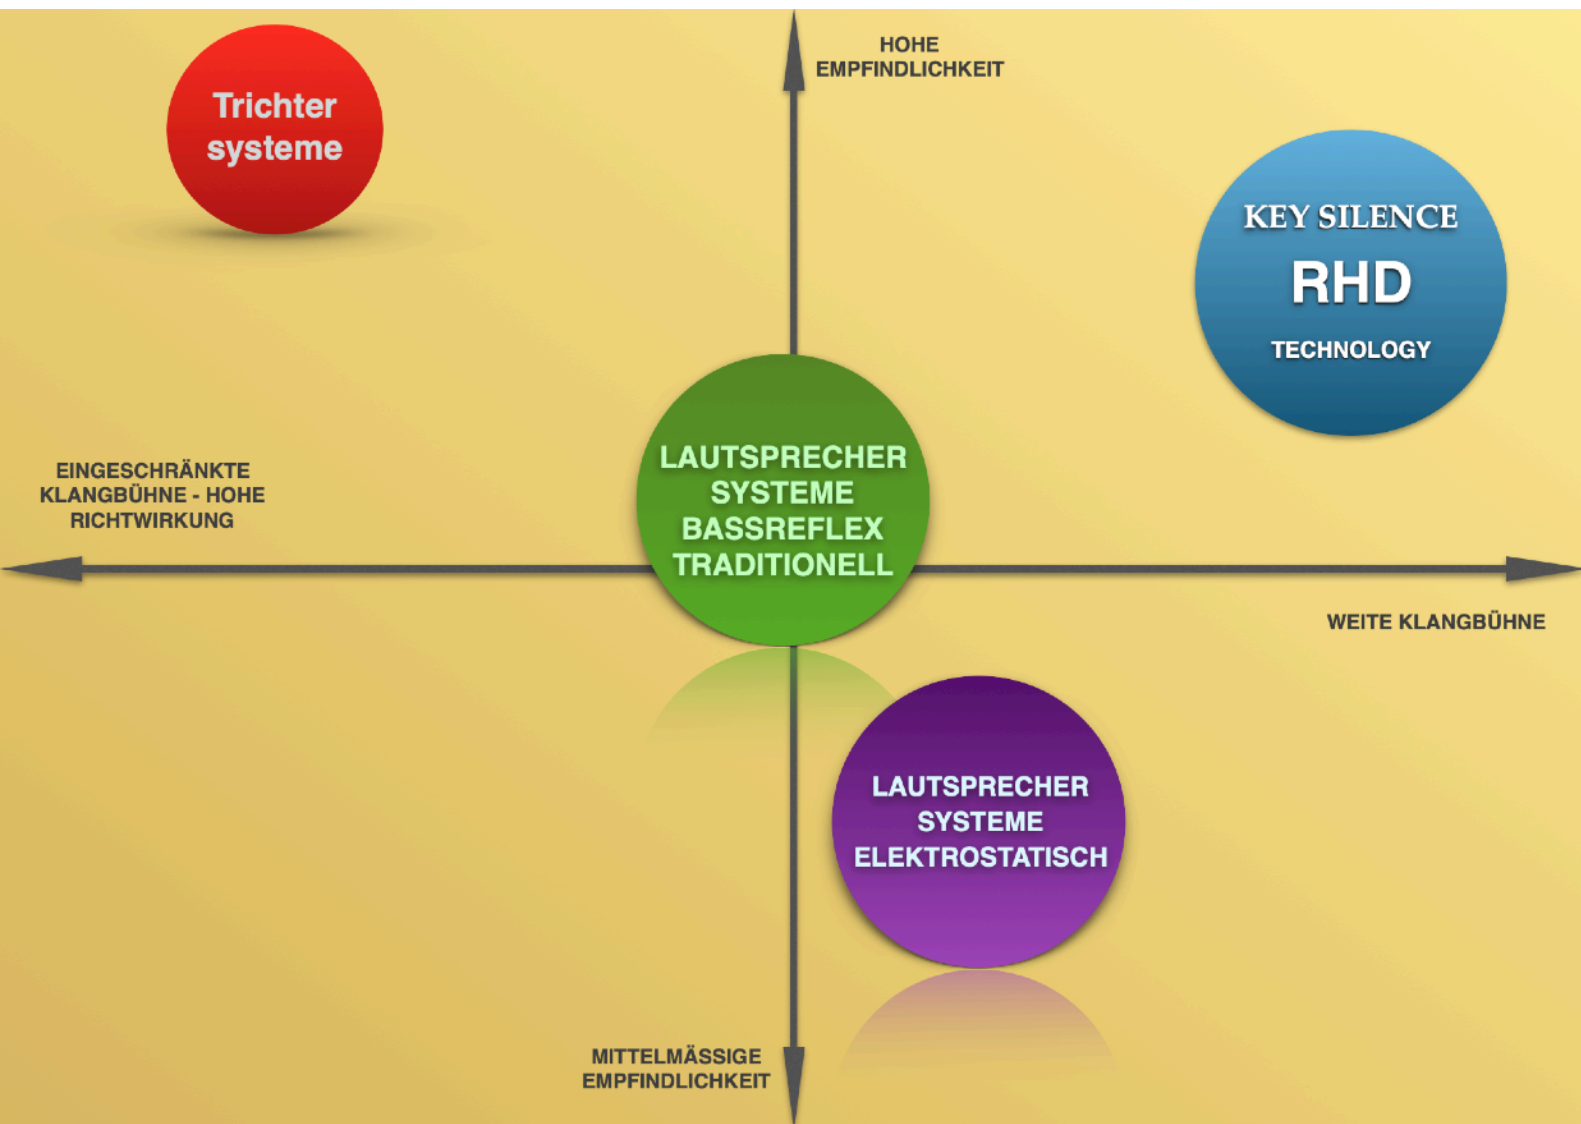 Trichter
systeme
HOHE
EMPFINDLICHKEIT
KEY SILENCE
RHD
TECHNOLOGY
LAUTSPRECHER
SYSTEME
BASSREFLEX
TRADITIONELL
EINGESCHRÄNKTE
KLANGBÜHNE - HOHE
RICHTWIRKUNG
WEITE KLANGBÜHNE
LAUTSPRECHER
SYSTEME
ELEKTROSTATISCH
MITTELMÄSSIGE
EMPFINDLICHKEIT